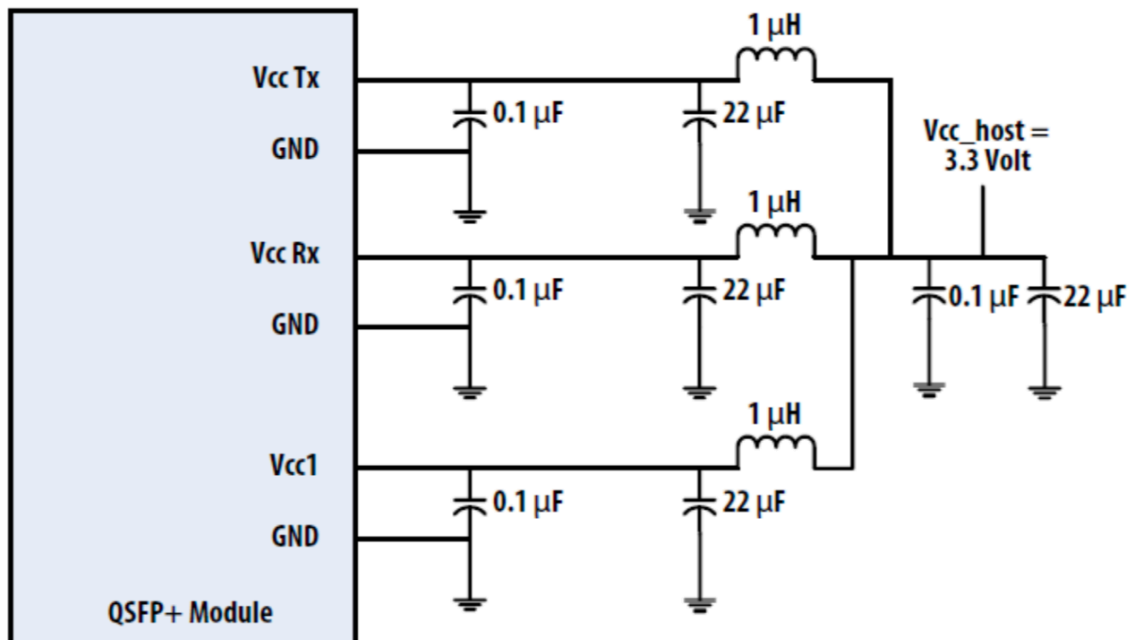 1 µH
Vcc Tx
0.1 µF
22 µF
GND
Vcc_host =
3.3 Volt
1 µH
Vcc Rx
0.1 µF
22 µF
0.1 µF
22 µF
GND
1 µH
Vcc1
0.1 µF
22 µF
GND
QSFP+ Module